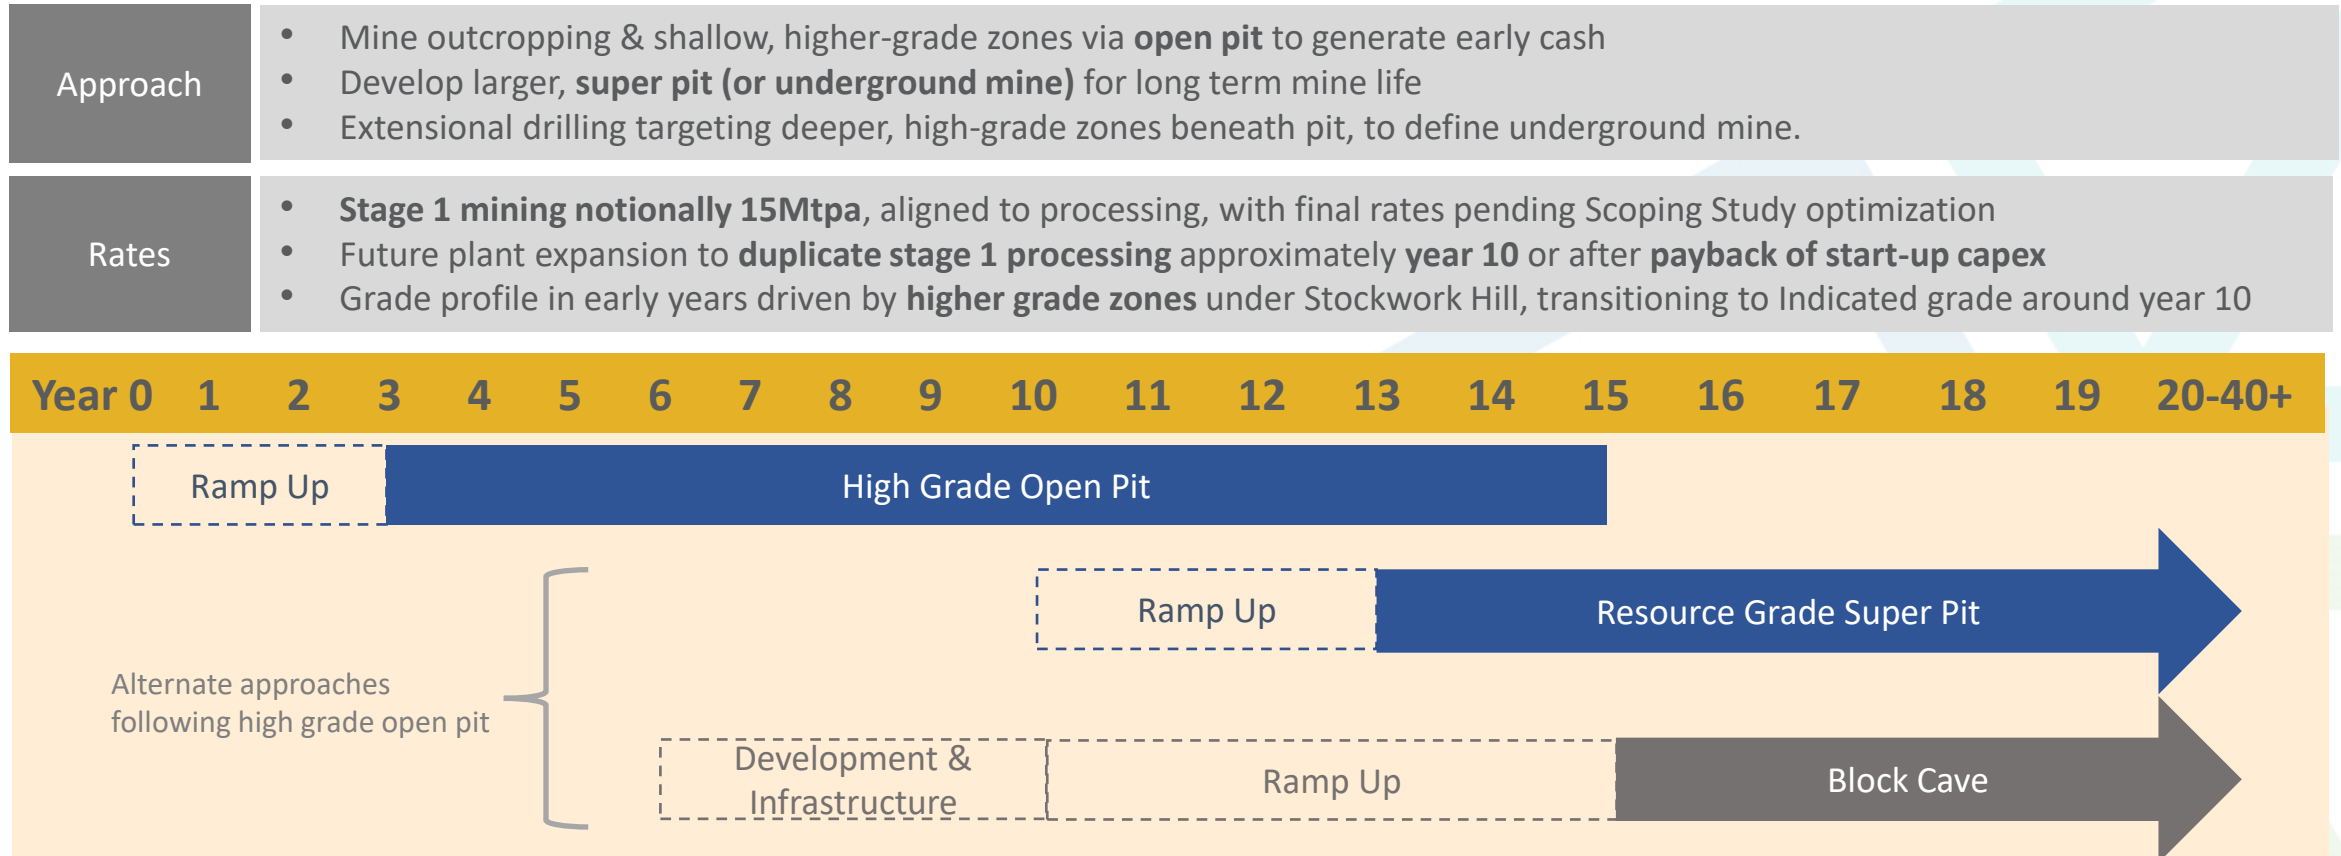 Approach
• Mine outcropping & shallow, higher-grade zones via open pit to generate early cash
• Develop larger, super pit (or underground mine) for long term mine life
• Extensional drilling targeting deeper, high-grade zones beneath pit, to define underground mine.
Rates
• Stage 1 mining notionally 15Mtpa, aligned to processing, with final rates pending Scoping Study optimization
• Future plant expansion to duplicate stage 1 processing approximately year 10 or after payback of start-up capex
• Grade profile in early years driven by higher grade zones under Stockwork Hill, transitioning to Indicated grade around year 10
Year 0 1 2 3 4 5 6 7 8 9 10 11 12 13 14 15 16 17 18 19 20-40+
Ramp Up
High Grade Open Pit
Ramp Up
Resource Grade Super Pit
Alternate approaches
following high grade open pit
Development &
Infrastructure
Ramp Up
Block Cave